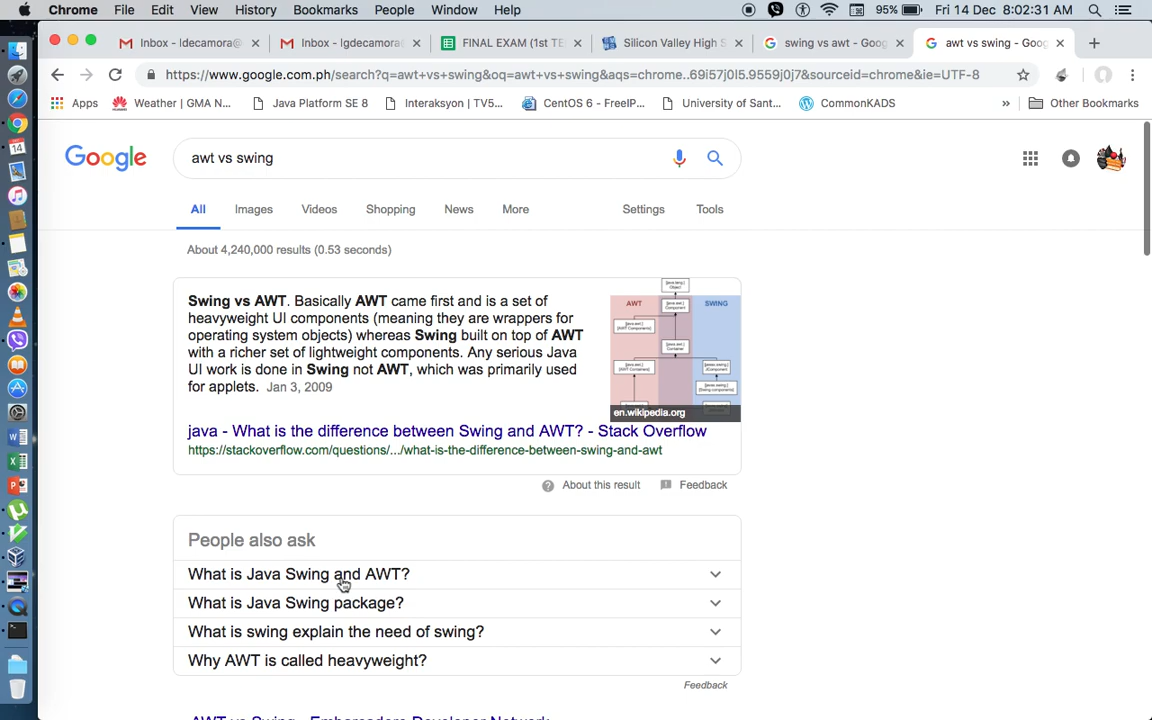 Chrome File Edit View History Bookmarks People Window Help 95% Fri 14 Dec 8:02:31 AM
Inbox - ldecamora@ Inbox - lgdecamora FINAL EXAM (1st TE Silicon Valley High S swing vs awt - Goog awt vs swing - Goog
https://www.google.com.ph/search?q=awt+vs+swing&oq=awt+vs+swing&aqs=chrome..69i57j0l5.9559j0j7&sourceid=chrome&ie=UTF-8
Apps Weather | GMA N... Java Platform SE 8 Interaksyon | TV5... CentOS 6 - FreeIP... University of Sant... CommonKADS » Other Bookmarks
Google awt vs swing
All Images Videos Shopping News More Settings Tools
About 4,240,000 results (0.53 seconds)
Swing vs AWT. Basically AWT came first and is a set of
heavyweight UI components (meaning they are wrappers for
operating system objects) whereas Swing built on top of AWT
with a richer set of lightweight components. Any serious Java
UI work is done in Swing not AWT, which was primarily used
for applets. Jan 3, 2009
AWT SWING
en.wikipedia.org
java - What is the difference between Swing and AWT? - Stack Overflow
https://stackoverflow.com/questions/.../what-is-the-difference-between-swing-and-awt
About this result Feedback
People also ask
What is Java Swing and AWT?
What is Java Swing package?
What is swing explain the need of swing?
Why AWT is called heavyweight?
Feedback
AWT vs Swing - Embarcadero Developer Network